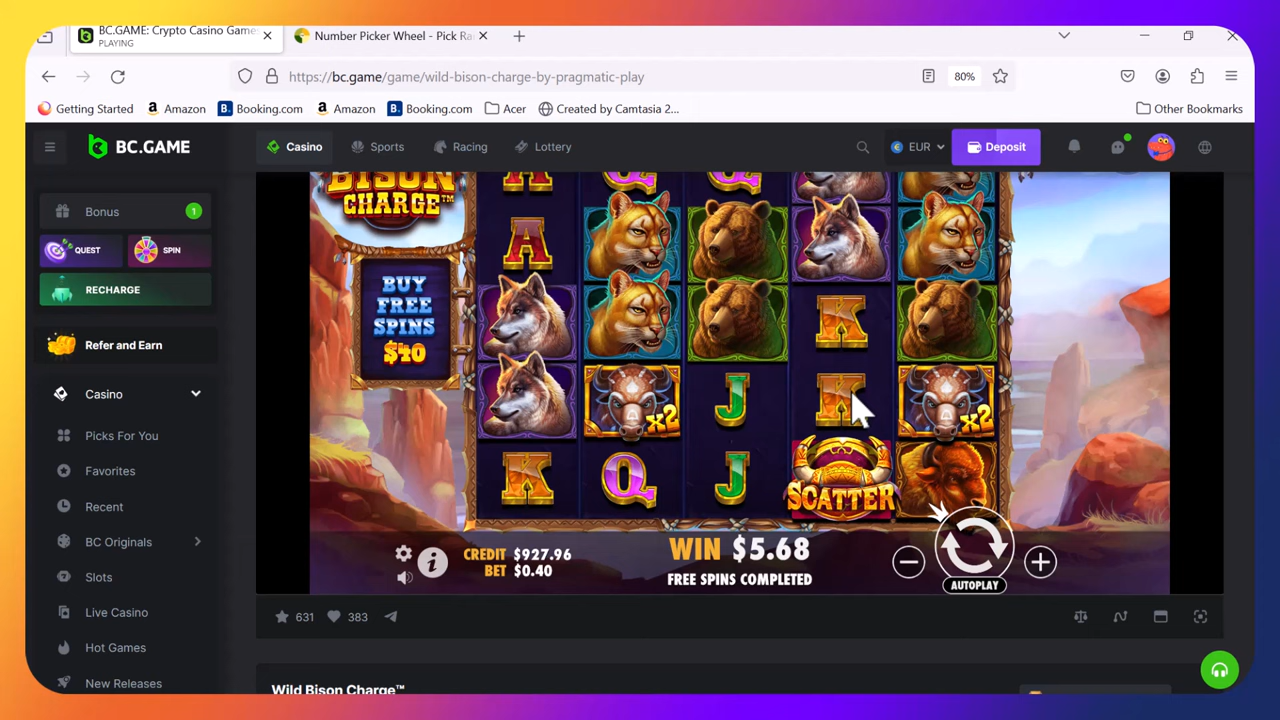 BC.GAME: Crypto Casino Game
PLAYING
Number Picker Wheel - Pick Ra
https://bc.game/game/wild-bison-charge-by-pragmatic-play
80%
Getting Started
Amazon
B. Booking.com
Amazon
B. Booking.com
Acer
Created by Camtasia 2...
Other Bookmarks
BC.GAME
Casino
Sports
Racing
Lottery
EUR
Deposit
Bonus
1
QUEST
SPIN
RECHARGE
Refer and Earn
Casino
Picks For You
Favorites
Recent
BC Originals
Slots
Live Casino
Hot Games
New Releases
BISON
CHARGE™
BUY
FREE
SPINS
$40
A Q Q
A
K
X2 J K X2
K Q J SCATTER
CREDIT $927.96
BET $0.40
WIN $5.68
FREE SPINS COMPLETED
AUTOPLAY
631
383
Wild Bison Charge™